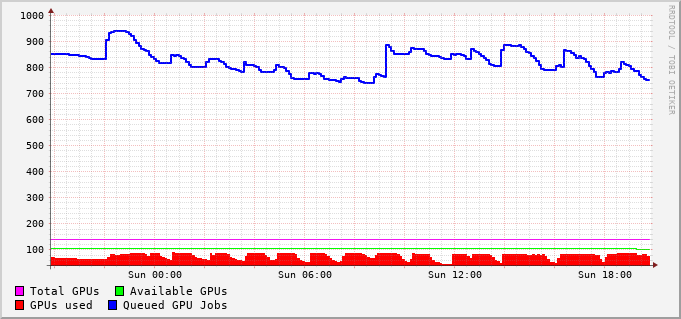 1000
900
800
700
600
500
400
300
200
100
Sun 00:00 Sun 06:00 Sun 12:00 Sun 18:00
Total GPUs Available GPUs
GPUs used Queued GPU Jobs
RRDTOOL / TOBI OETIKER